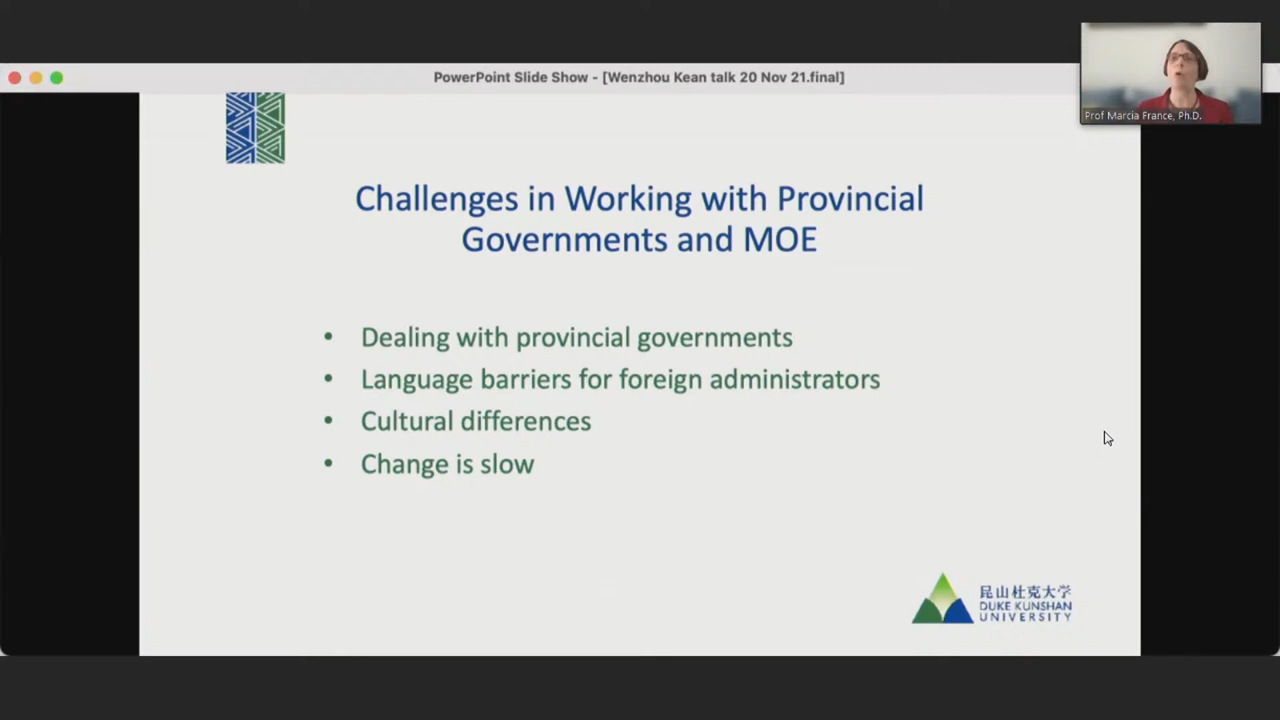 PowerPoint Slide Show - [Wenzhou Kean talk 20 Nov 21.final]
Prof Marcia France, Ph.D.
Challenges in Working with Provincial
Governments and MOE
• Dealing with provincial governments
• Language barriers for foreign administrators
• Cultural differences
• Change is slow
昆山杜克大学
DUKE KUNSHAN
UNIVERSITY